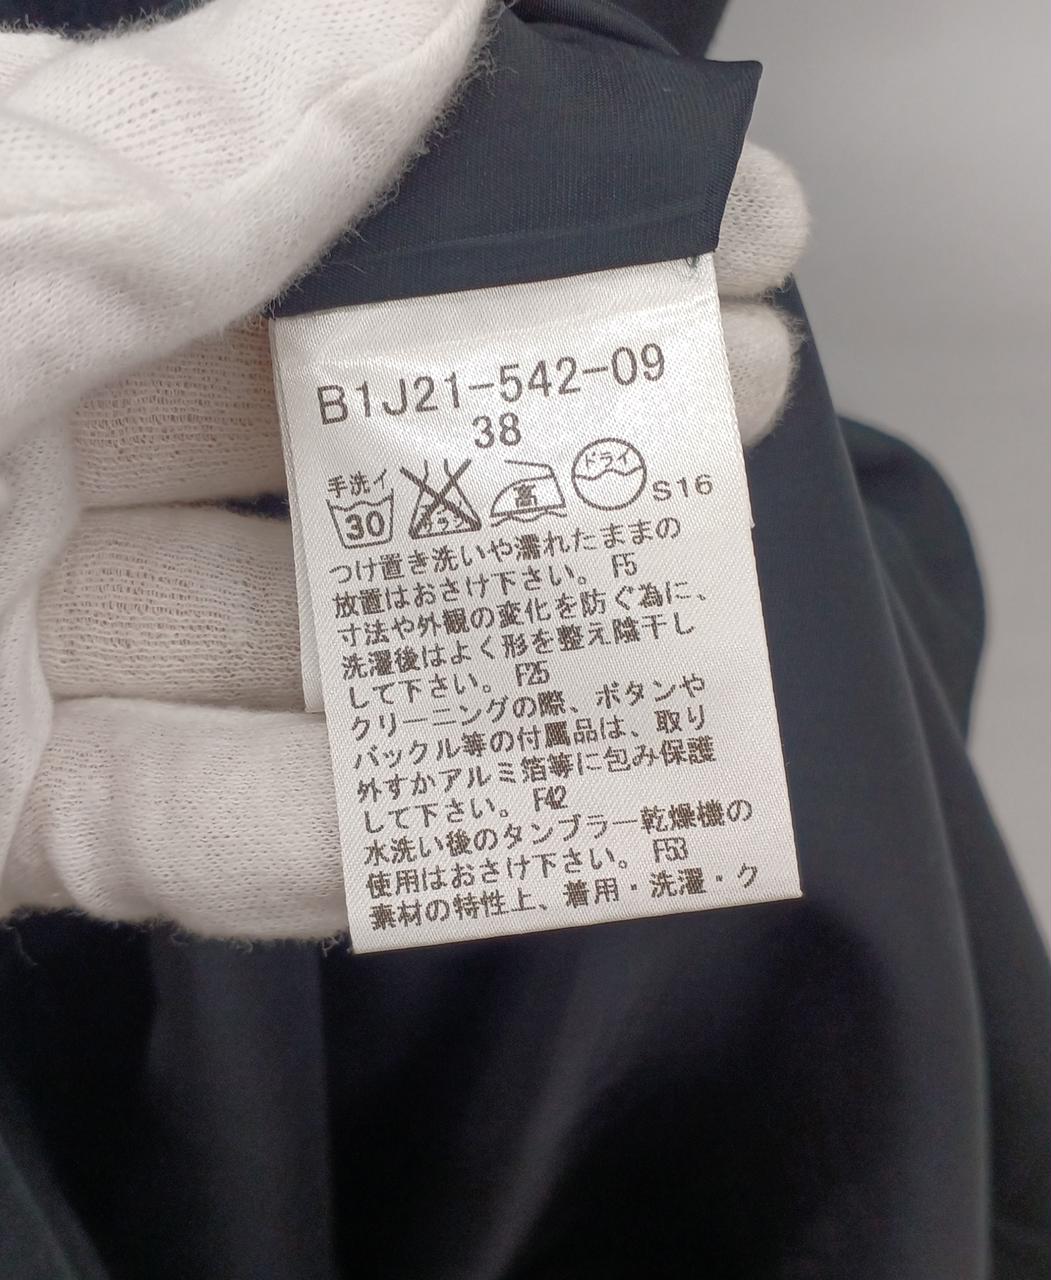 B1J21-542-09
38
手洗イ 30 エンソサラシ 高 ドライ S16
つけ置き洗いや濡れたままの
放置はおさけ下さい。 F5
寸法や外観の変化を防ぐ為に、
洗濯後はよく形を整え陰干し
して下さい。 F25
クリーニングの際、ボタンや
バックル等の付属品は、取り
外すかアルミ箔等に包み保護
して下さい。 F42
水洗い後のタンブラー乾燥機の
使用はおさけ下さい。 F53
素材の特性上、着用・洗濯・ク